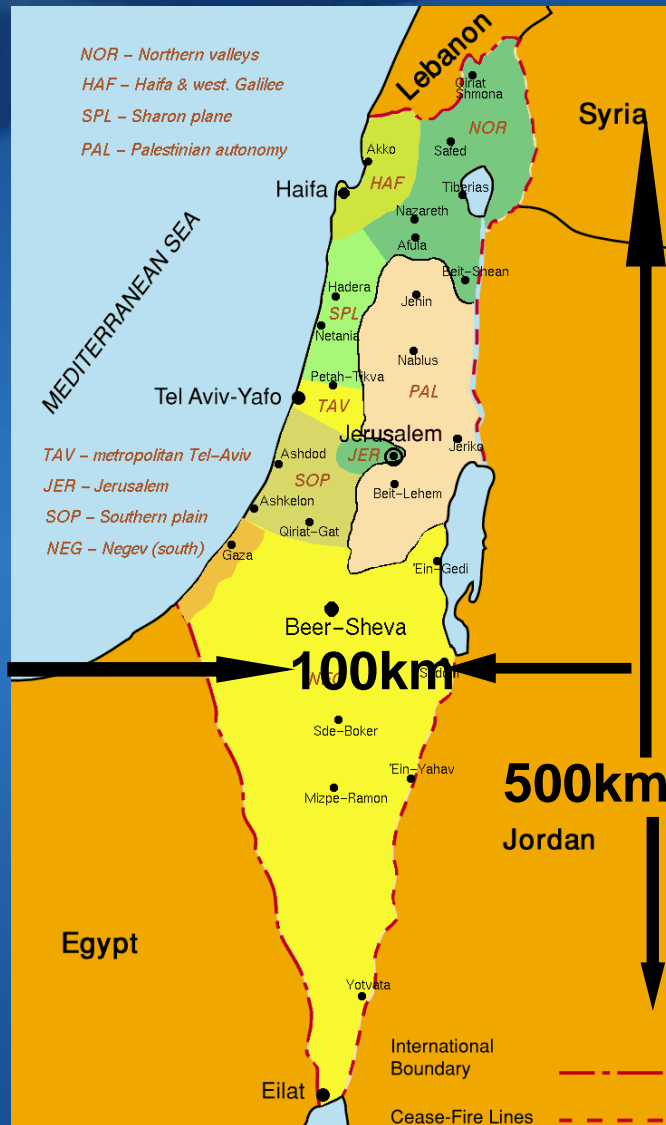 NOR – Northern valleys
HAF – Haifa & west. Galilee
SPL – Sharon plane
PAL – Palestinian autonomy
Lebanon
Syria
Qiriat
Shmona
NOR
Safed
Akko
HAF
Haifa
Tiberias
Nazareth
Afula
Beit–Shean
MEDITERRANEAN SEA
Hadera
SPL
Netania
Jenin
Nablus
PAL
Petah–Tikva
Tel Aviv-Yafo
TAV
Jerusalem
JER
Jeriko
TAV – metropolitan Tel–Aviv
JER – Jerusalem
SOP – Southern plain
NEG – Negev (south)
Ashdod
SOP
Ashkelon
Qiriat–Gat
Beit–Lehem
Gaza
'Ein–Gedi
Beer–Sheva
100km
Sde–Boker
'Ein–Yahav
Mizpe–Ramon
500km
Jordan
Egypt
Yotvata
Eilat
International
Boundary
Cease-Fire Lines